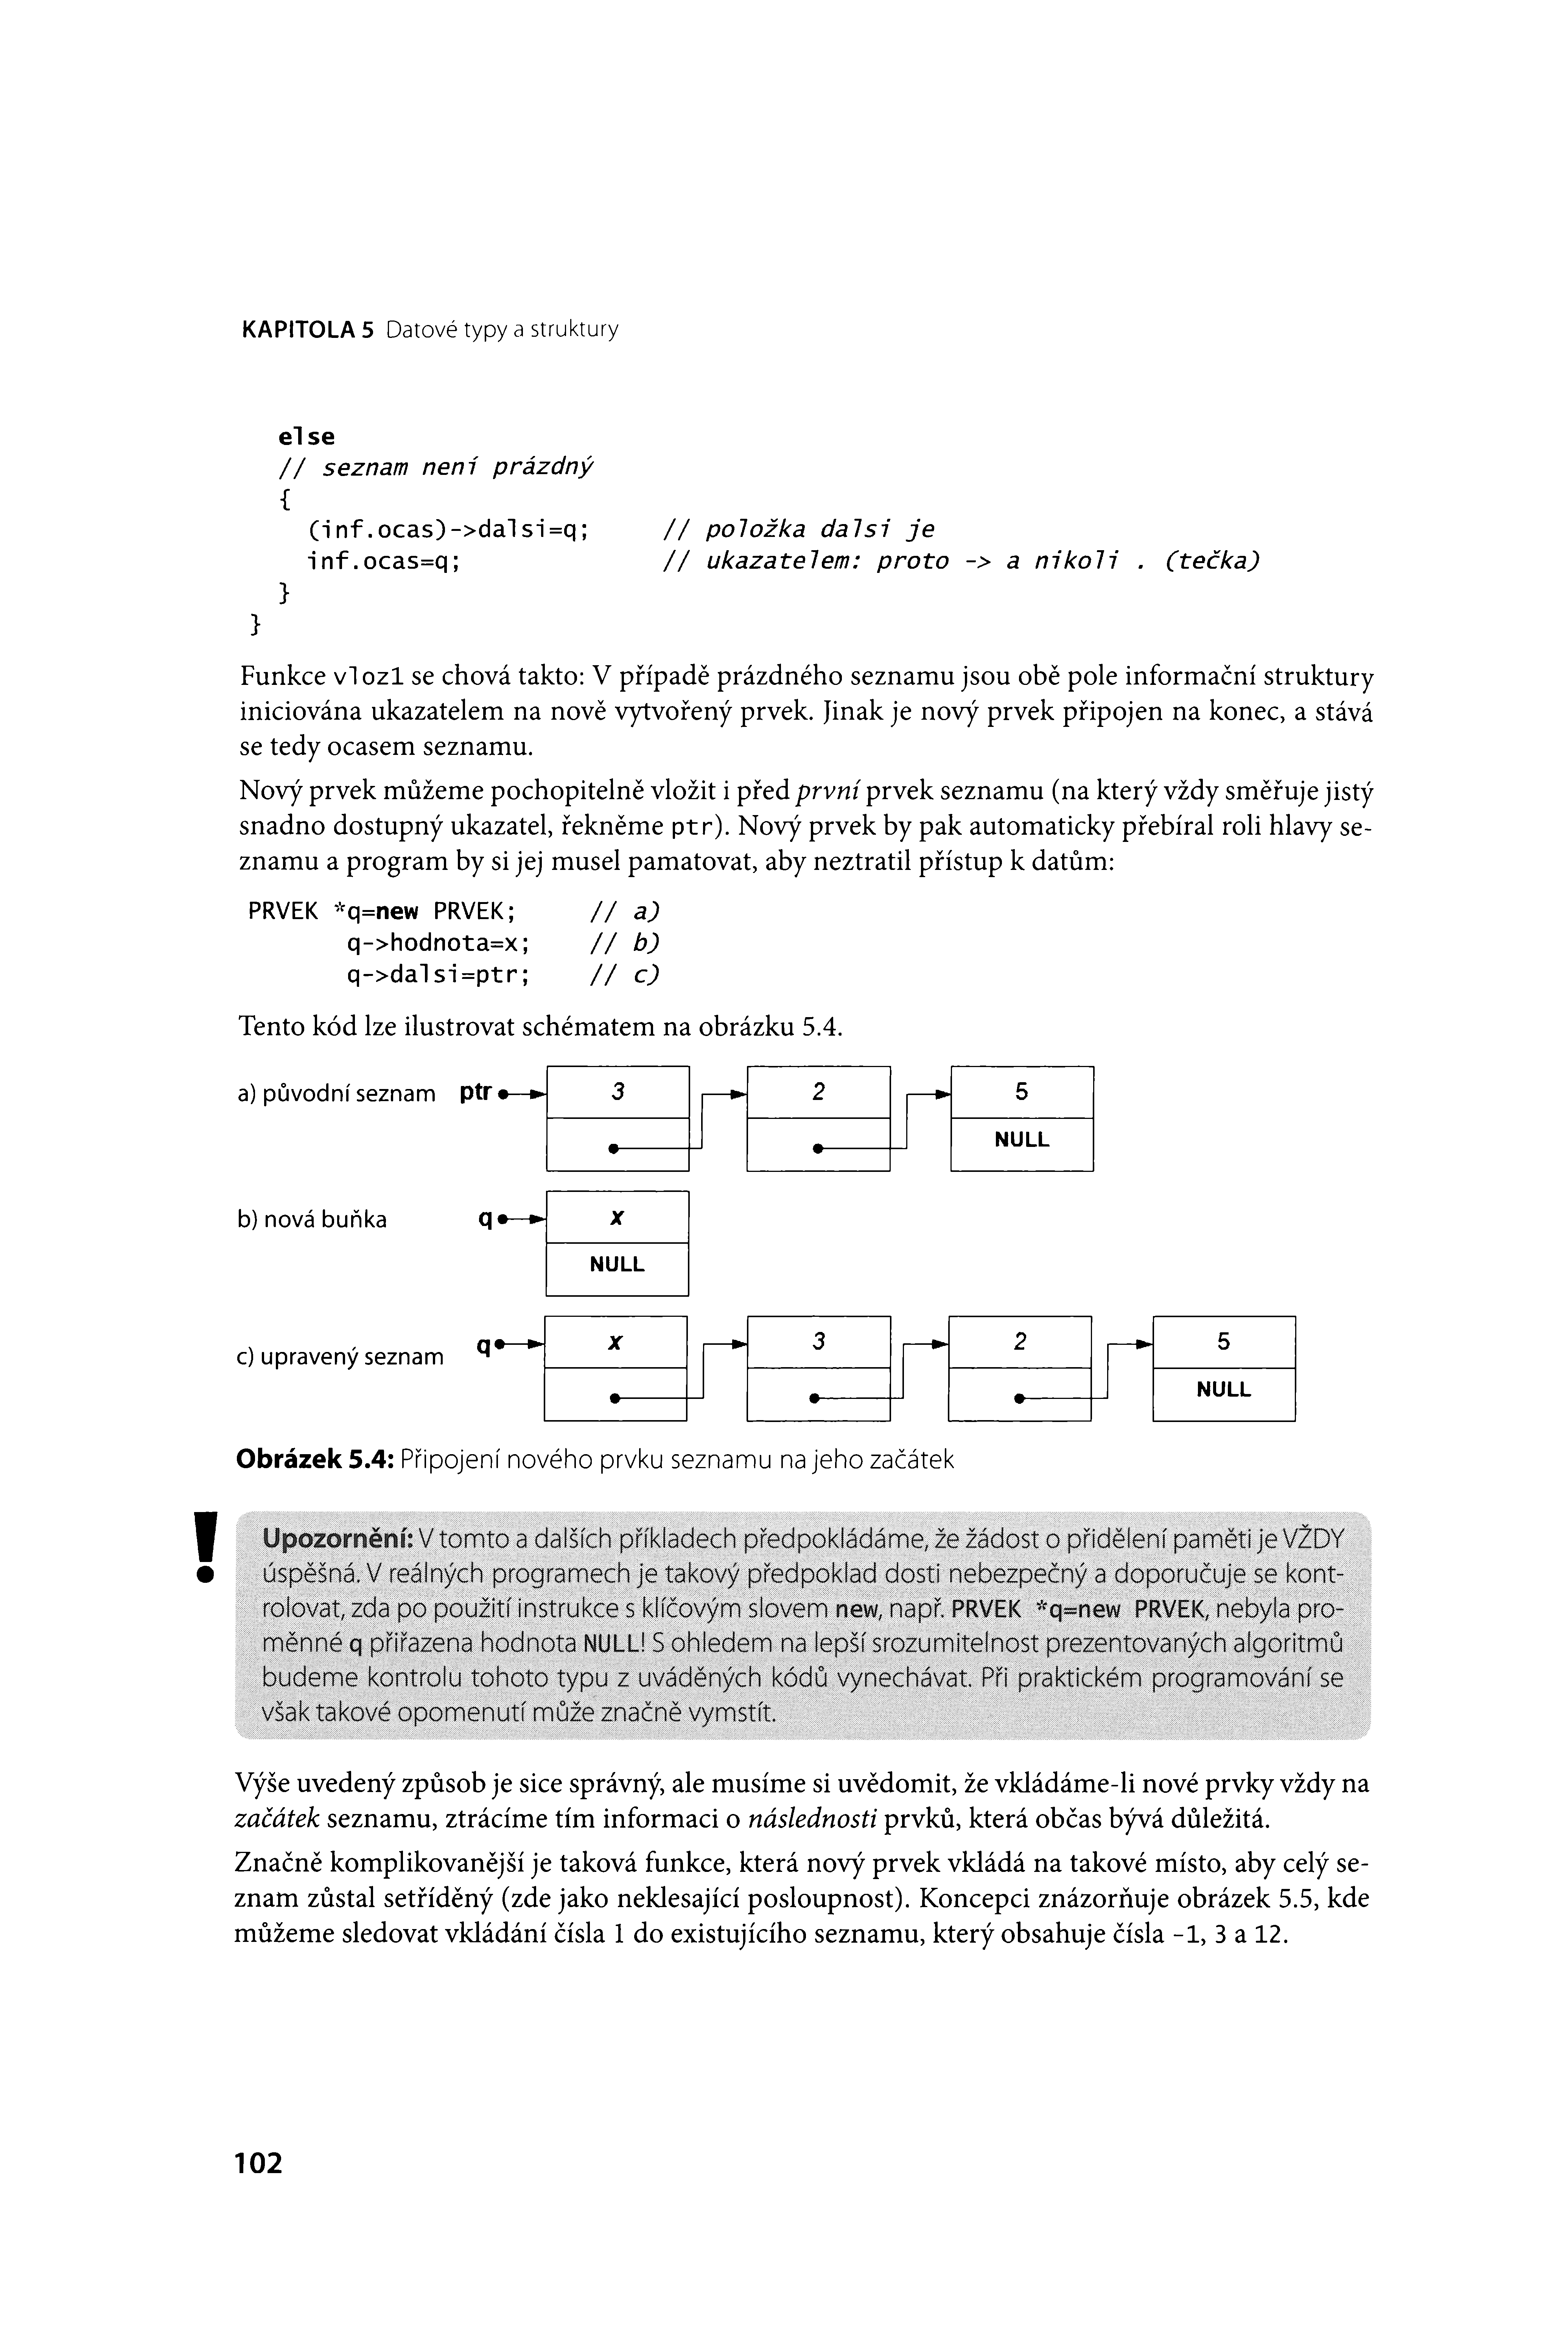 KAPITOLA 5 Datové typy a struktury
else
// seznam není prázdný
{
(inf.ocas)->dalsi=q; // položka dalsi je
inf.ocas=q; // ukazatelem: proto -> a nikoli . (tečka)
}
}
Funkce vloz1 se chová takto: V případě prázdného seznamu jsou obě pole informační struktury
iniciována ukazatelem na nově vytvořený prvek. Jinak je nový prvek připojen na konec, a stává
se tedy ocasem seznamu.
Nový prvek můžeme pochopitelně vložit i před první prvek seznamu (na který vždy směřuje jistý
snadno dostupný ukazatel, řekněme ptr). Nový prvek by pak automaticky přebíral roli hlavy se-
znamu a program by si jej musel pamatovat, aby neztratil přístup k datům:
PRVEK *q=new PRVEK; // a)
q->hodnota=x; // b)
q->dalsi=ptr; // c)
Tento kód lze ilustrovat schématem na obrázku 5.4.
a) původní seznam ptr 3 2 5
NULL
b) nová buňka q x
NULL
c) upravený seznam q x 3 2 5
NULL
Obrázek 5.4: Připojení nového prvku seznamu na jeho začátek
! Upozornění: V tomto a dalších příkladech předpokládáme, že žádost o přidělení paměti je VŽDY
úspěšná. V reálných programech je takový předpoklad dosti nebezpečný a doporučuje se kont-
rolovat, zda po použití instrukce s klíčovým slovem new, např. PRVEK *q=new PRVEK, nebyla pro-
měnné q přiřazena hodnota NULL! S ohledem na lepší srozumitelnost prezentovaných algoritmů
budeme kontrolu tohoto typu z uváděných kódů vynechávat. Při praktickém programování se
však takové opomenutí může značně vymstít.
Výše uvedený způsob je sice správný, ale musíme si uvědomit, že vkládáme-li nové prvky vždy na
začátek seznamu, ztrácíme tím informaci o následnosti prvků, která občas bývá důležitá.
Značně komplikovanější je taková funkce, která nový prvek vkládá na takové místo, aby celý se-
znam zůstal setříděný (zde jako neklesající posloupnost). Koncepci znázorňuje obrázek 5.5, kde
můžeme sledovat vkládání čísla 1 do existujícího seznamu, který obsahuje čísla -1, 3 a 12.
102